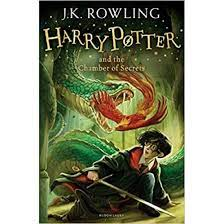 J.K. ROWLING
HARRY POTTER
and the
CHAMBER OF SECRETS
BLOOMSBURY